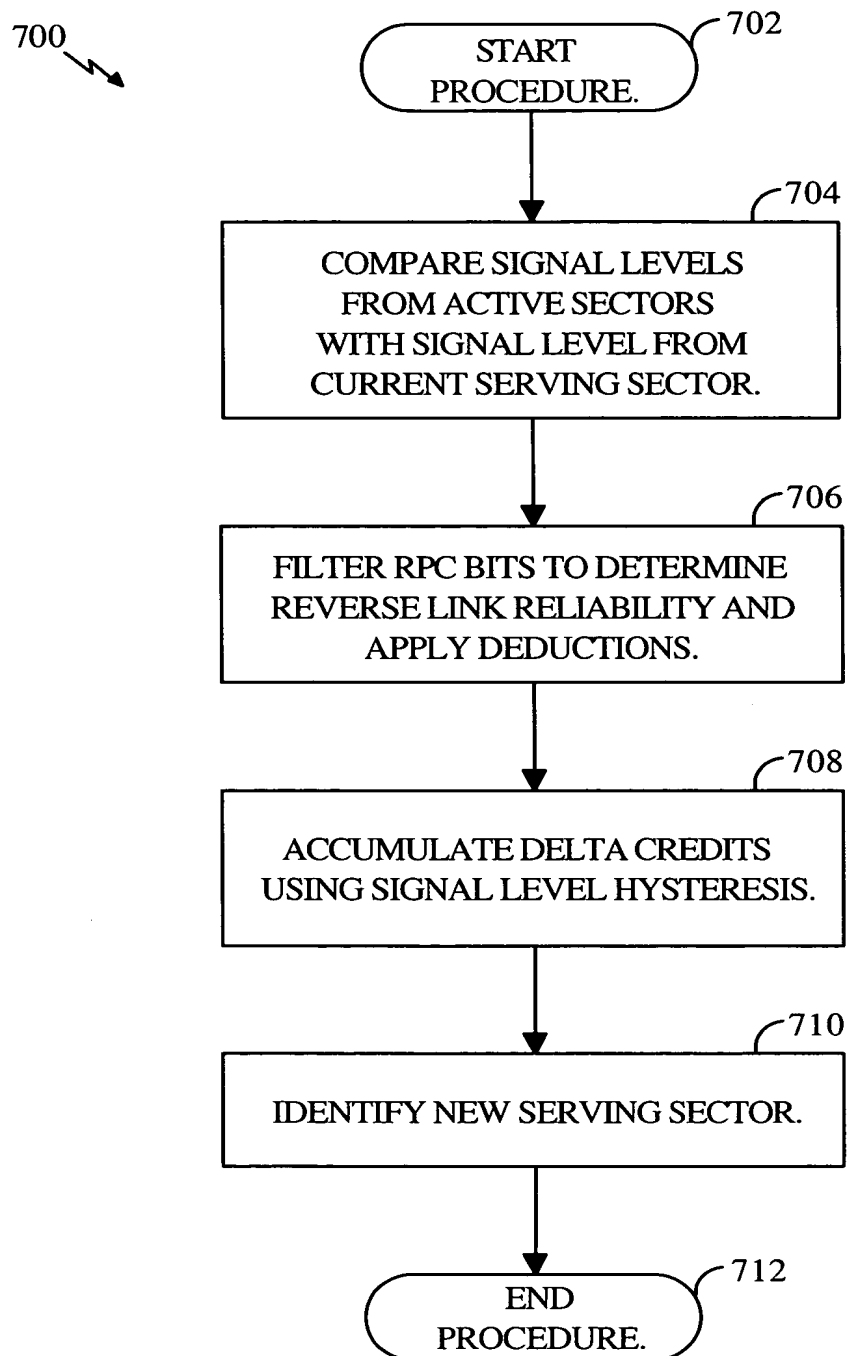 700
702
START
PROCEDURE.
704
COMPARE SIGNAL LEVELS
FROM ACTIVE SECTORS
WITH SIGNAL LEVEL FROM
CURRENT SERVING SECTOR.
706
FILTER RPC BITS TO DETERMINE
REVERSE LINK RELIABILITY AND
APPLY DEDUCTIONS.
708
ACCUMULATE DELTA CREDITS
USING SIGNAL LEVEL HYSTERESIS.
710
IDENTIFY NEW SERVING SECTOR.
712
END
PROCEDURE.